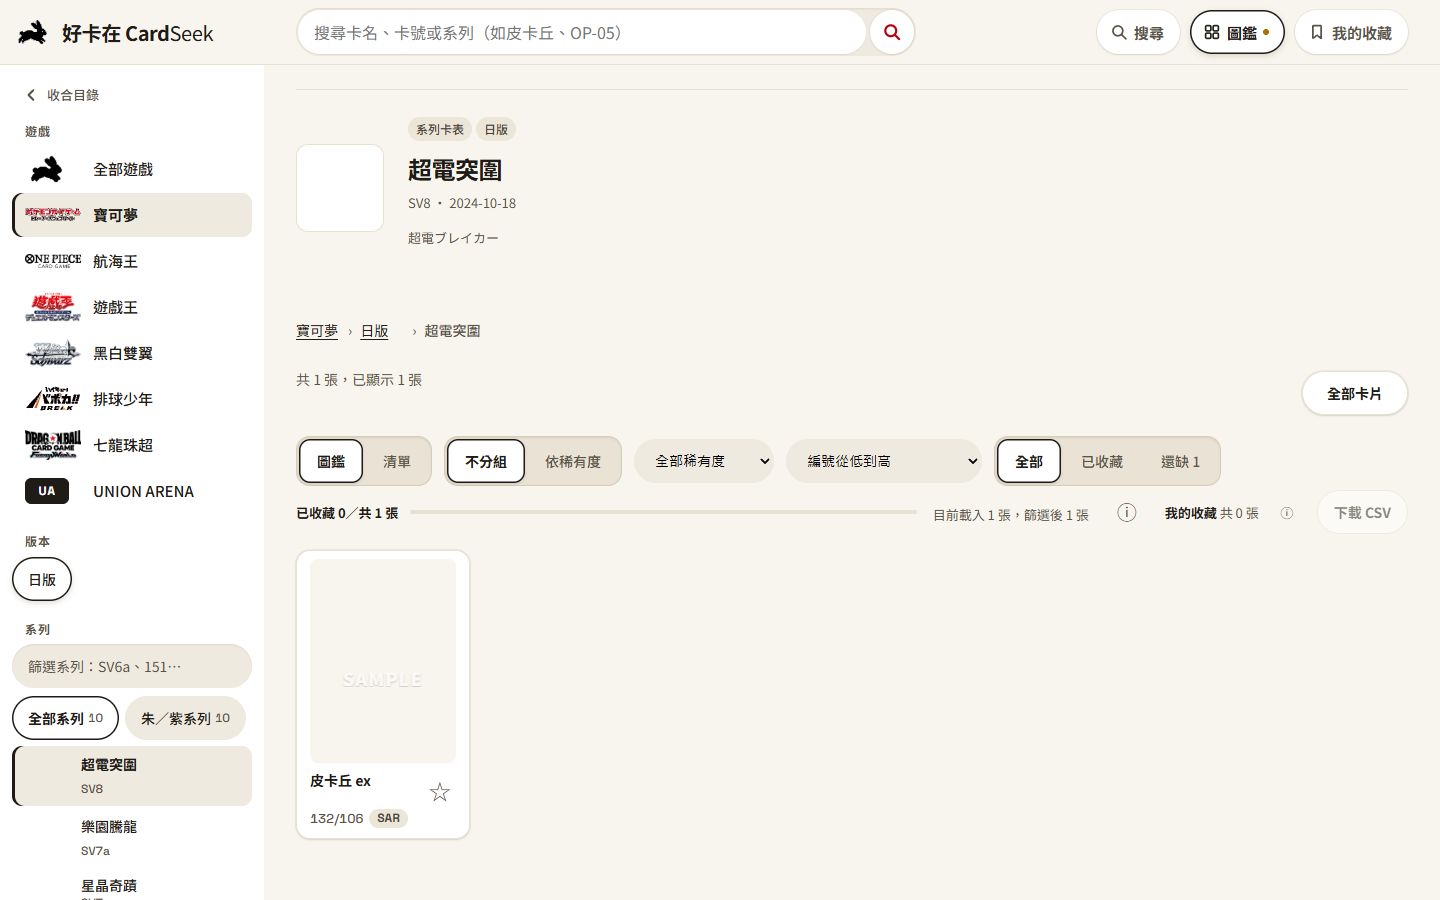 好卡在 CardSeek
搜尋卡名、卡號或系列（如皮卡丘、OP-05）
搜尋
圖鑑
我的收藏
收合目錄
遊戲
全部遊戲
寶可夢
ONE PIECE
CARD GAME
航海王
遊戲王
黑白雙翼
排球少年
DRAGON BALL
CARD GAME
七龍珠超
UA
UNION ARENA
版本
日版
系列
篩選系列：SV6a、151⋯
全部系列 10
朱／紫系列 10
超電突圍
SV8
樂園騰龍
SV7a
星晶奇蹟
系列卡表
日版
超電突圍
SV8 · 2024-10-18
超電ブレイカー
寶可夢 › 日版 › 超電突圍
共 1 張，已顯示 1 張
全部卡片
圖鑑
清單
不分組
依稀有度
全部稀有度
編號從低到高
全部
已收藏
還缺 1
已收藏 0／共 1 張
目前載入 1 張，篩選後 1 張
我的收藏 共 0 張
下載 CSV
SAMPLE
皮卡丘 ex
132/106
SAR